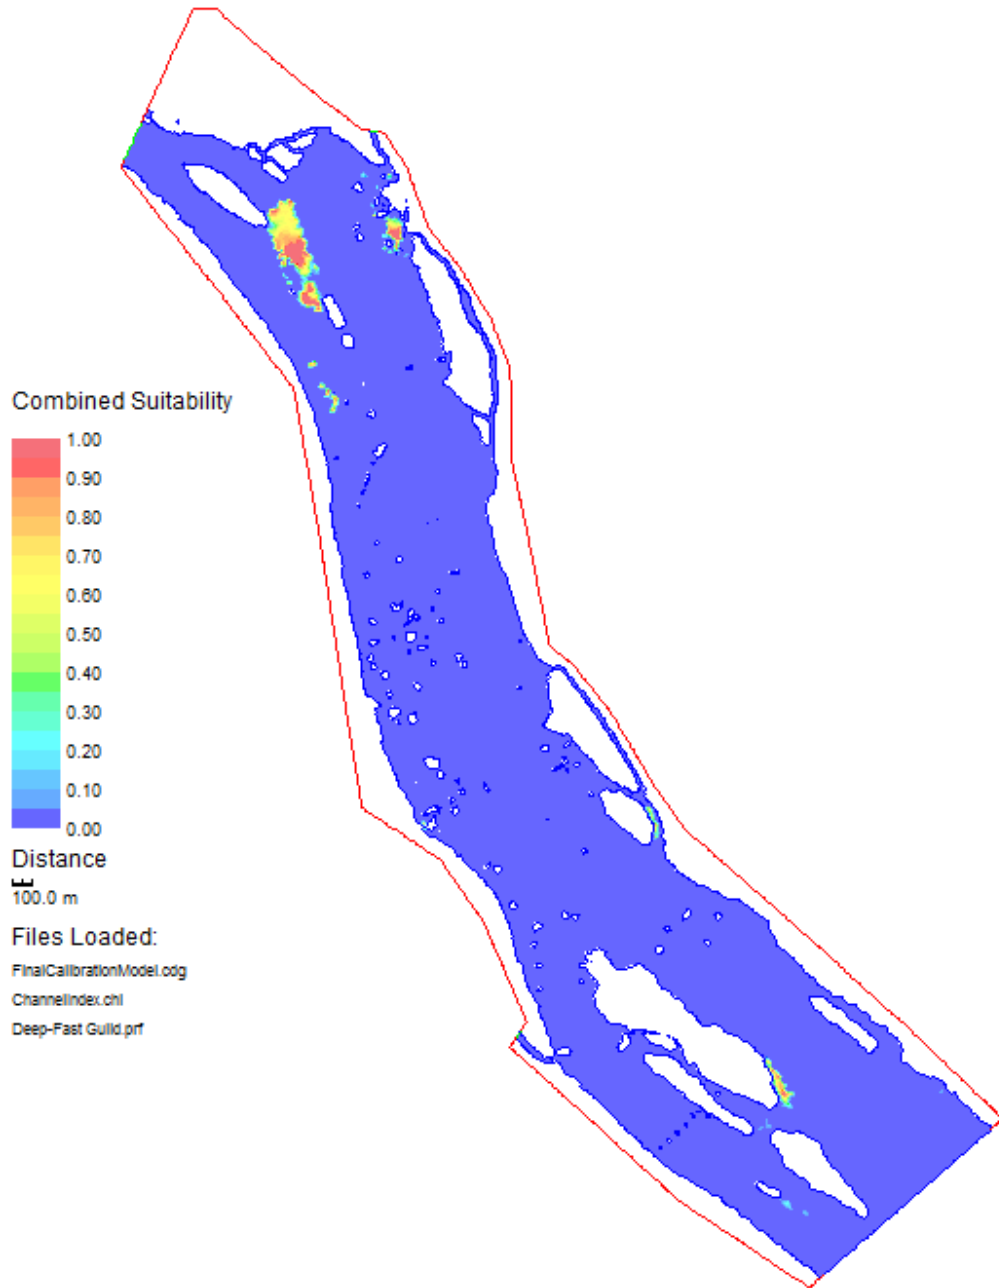 Combined Suitability
1.00
0.90
0.80
0.70
0.60
0.50
0.40
0.30
0.20
0.10
0.00
Distance
100.0 m
Files Loaded:
FinalCalibrationModel.cdg
ChannelIndex.chi
Deep-Fast Guild.prf